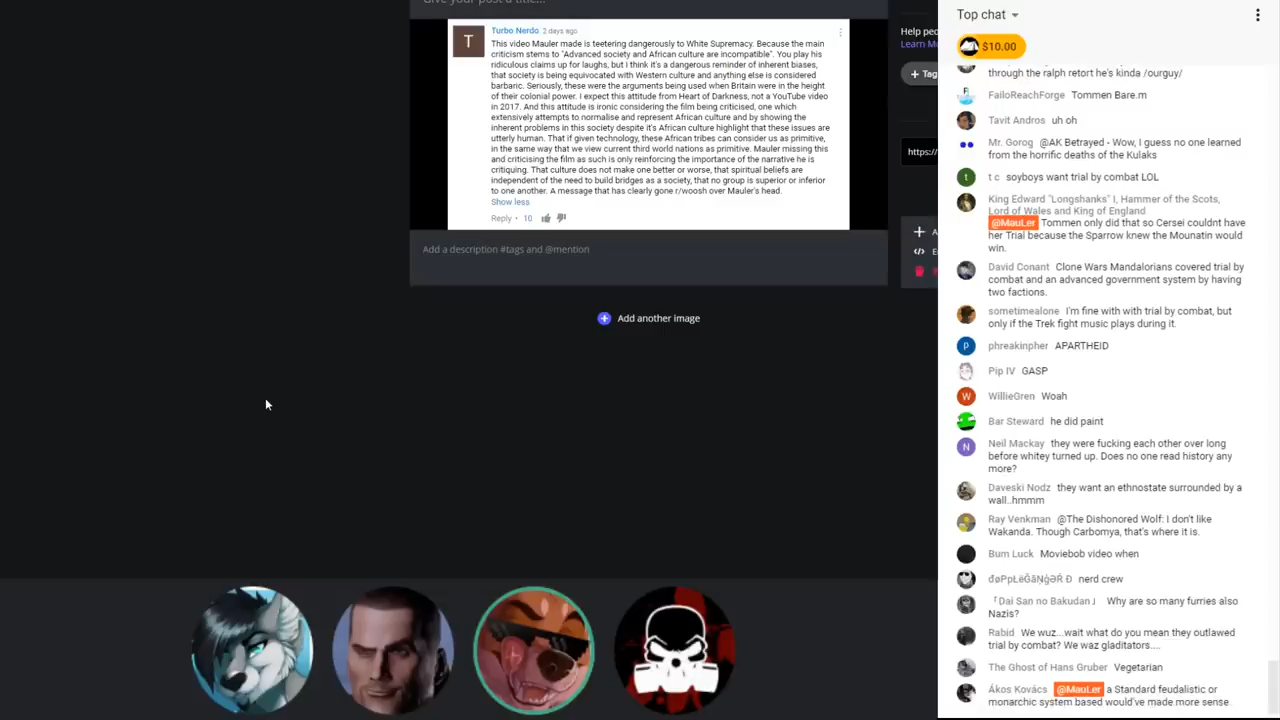 Give your post a title...
T
Turbo Nerdo 2 days ago
This video Mauler made is teetering dangerously to White Supremacy. Because the main
criticism stems to "Advanced society and African culture are incompatible". You play his
ridiculous claims up for laughs, but I think it's a dangerous reminder of inherent biases,
that society is being equivocated with Western culture and anything else is considered
barbaric. Seriously, these were the arguments being used when Britain were in the height
of their colonial power. I expect this attitude from Heart of Darkness, not a YouTube video
in 2017. And this attitude is ironic considering the film being criticised, one which
extensively attempts to normalise and represent African culture and by showing the
inherent problems in this society despite it's African culture highlight that these issues are
utterly human. That if given technology, these African tribes can consider us as primitive,
in the same way that we view current third world nations as primitive. Mauler missing this
and criticising the film as such is only reinforcing the importance of the narrative he is
critiquing. That culture does not make one better or worse, that spiritual beliefs are
independent of the need to build bridges as a society, that no group is superior or inferior
to one another. A message that has clearly gone r/woosh over Mauler's head.
Show less
Reply · 10
Add a description #tags and @mention
Add another image
Help peo
Learn Mo
+ Tag
https://
Top chat
$10.00
through the ralph retort he's kinda /ourguy/
FailoReachForge Tommen Bare.m
Tavit Andros uh oh
Mr. Gorog @AK Betrayed - Wow, I guess no one learned
from the horrific deaths of the Kulaks
t c soyboys want trial by combat LOL
King Edward "Longshanks" I, Hammer of the Scots,
Lord of Wales and King of England
@MauLer Tommen only did that so Cersei couldnt have
her Trial because the Sparrow knew the Mounatin would
win.
David Conant Clone Wars Mandalorians covered trial by
combat and an advanced government system by having
two factions.
sometimealone I'm fine with with trial by combat, but
only if the Trek fight music plays during it.
p
phreakinpher APARTHEID
Pip IV GASP
W
WillieGren Woah
Bar Steward he did paint
N
Neil Mackay they were fucking each other over long
before whitey turned up. Does no one read history any
more?
Daveski Nodz they want an ethnostate surrounded by a
wall..hmmm
Ray Venkman @The Dishonored Wolf: I don't like
Wakanda. Though Carbomya, that's where it is.
Bum Luck Moviebob video when
nerd crew
「Dai San no Bakudan」 Why are so many furries also
Nazis?
Rabid We wuz...wait what do you mean they outlawed
trial by combat? We waz gladitators....
The Ghost of Hans Gruber Vegetarian
Ákos Kovács @MauLer a Standard feudalistic or
monarchic system based would've made more sense